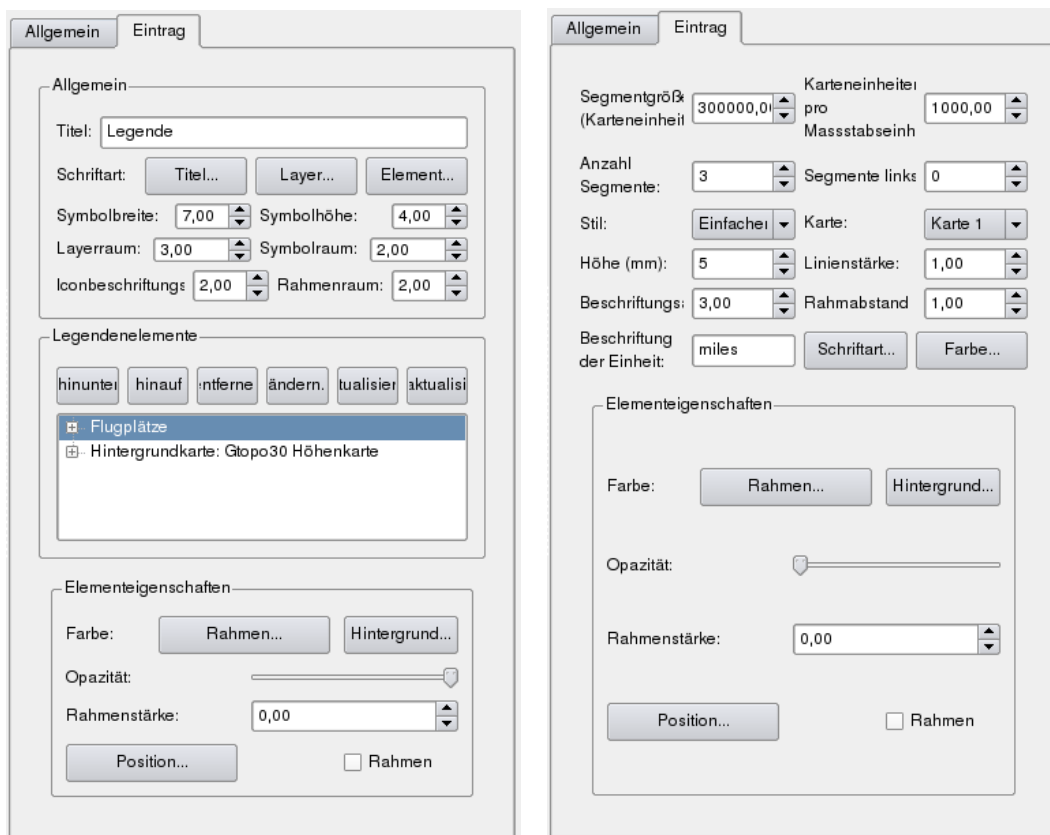 Allgemein Eintrag
Allgemein
Titel: Legende
Schriftart: Titel... Layer... Element...
Symbolbreite: 7,00 Symbolhöhe: 4,00
Layerraum: 3,00 Symbolraum: 2,00
Iconbeschriftungs 2,00 Rahmenraum: 2,00
Legendenelemente
hinunter hinauf entferne ändern. tualisier aktualisi
Flugplätze
Hintergrundkarte: Gtopo30 Höhenkarte
Elementeigenschaften
Farbe: Rahmen... Hintergrund...
Opazität:
Rahmenstärke: 0,00
Position... Rahmen
Allgemein Eintrag
Segmentgröße
(Karteneinheit
300000,0
Karteneinheiten
pro
Massstabseinh
1000,00
Anzahl
Segmente:
3
Segmente links 0
Stil: Einfacher Karte: Karte 1
Höhe (mm): 5 Linienstärke: 1,00
Beschriftungsa 3,00 Rahmabstand 1,00
Beschriftung
der Einheit:
miles
Schriftart... Farbe...
Elementeigenschaften
Farbe: Rahmen... Hintergrund...
Opazität:
Rahmenstärke: 0,00
Position... Rahmen